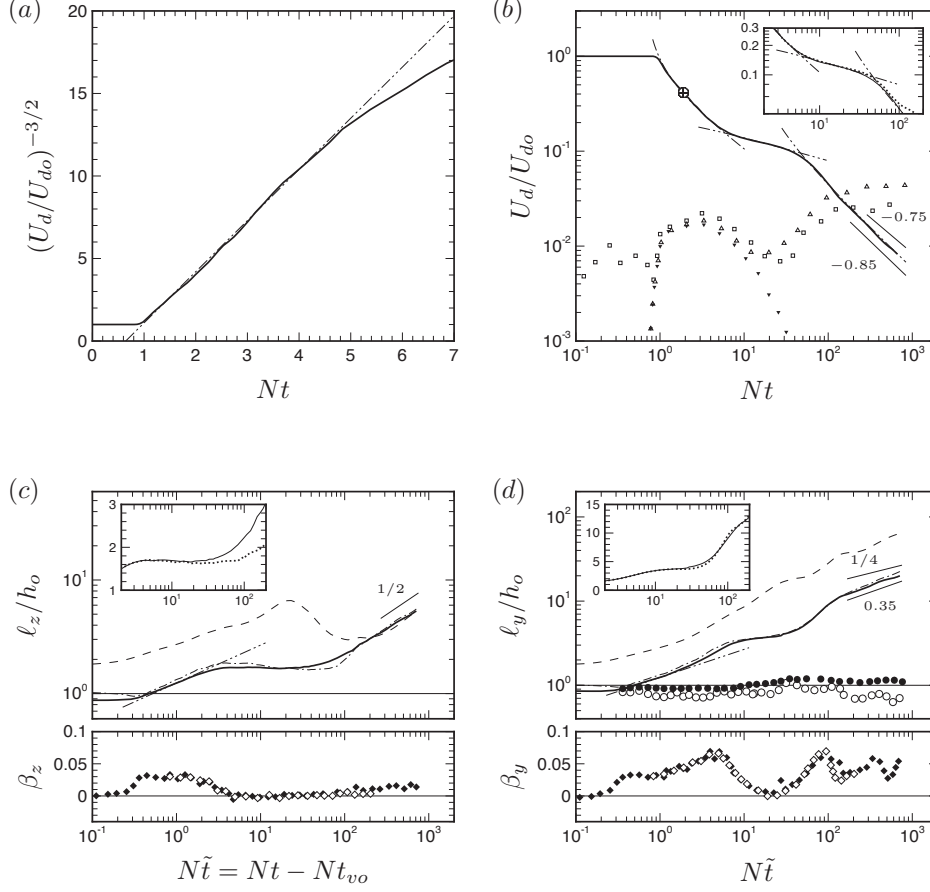 (a)
(U_d/U_{do})^{-3/2}
20
15
10
5
0
0 1 2 3 4 5 6 7
Nt
(b)
U_d/U_{do}
10^0
10^{-1}
10^{-2}
10^{-3}
10^{-1} 10^0 10^1 10^2 10^3
Nt
0.3
0.2
0.1
10^1 10^2
−0.75
−0.85
(c)
ℓ_z/h_o
10^1
10^0
3
2
1
10^1 10^2
1/2
β_z
0.1
0.05
0
10^{-1} 10^0 10^1 10^2 10^3
Nt̃ = Nt − Nt_{vo}
(d)
ℓ_y/h_o
10^2
10^1
10^0
15
10
5
0
10^1 10^2
1/4
0.35
β_y
0.1
0.05
0
10^{-1} 10^0 10^1 10^2 10^3
Nt̃